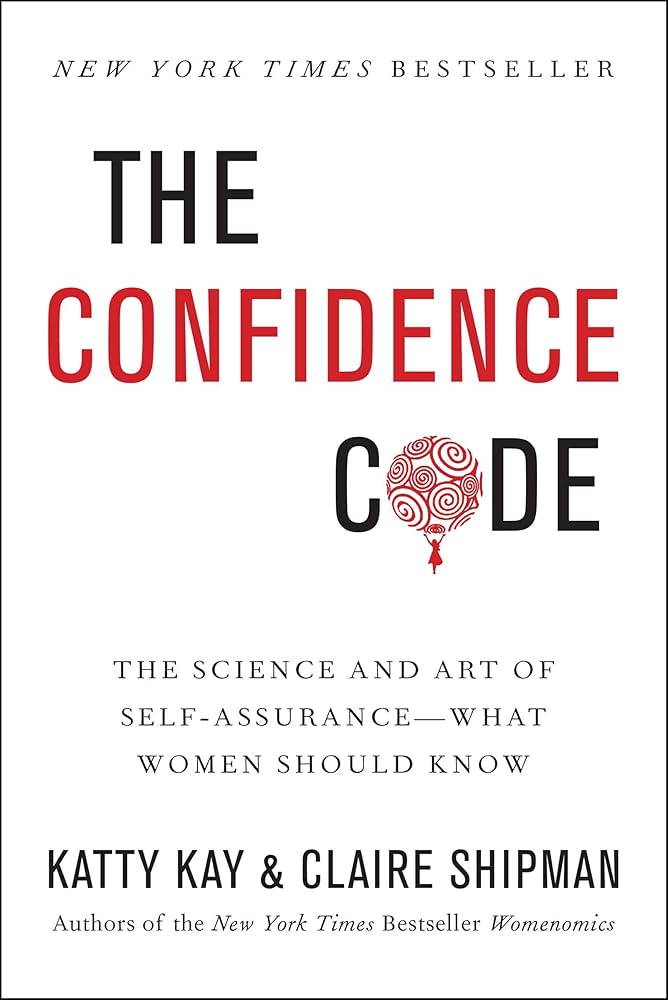 NEW YORK TIMES BESTSELLER
THE
CONFIDENCE
CODE
THE SCIENCE AND ART OF
SELF-ASSURANCE—WHAT
WOMEN SHOULD KNOW
KATTY KAY & CLAIRE SHIPMAN
Authors of the New York Times Bestseller Womenomics